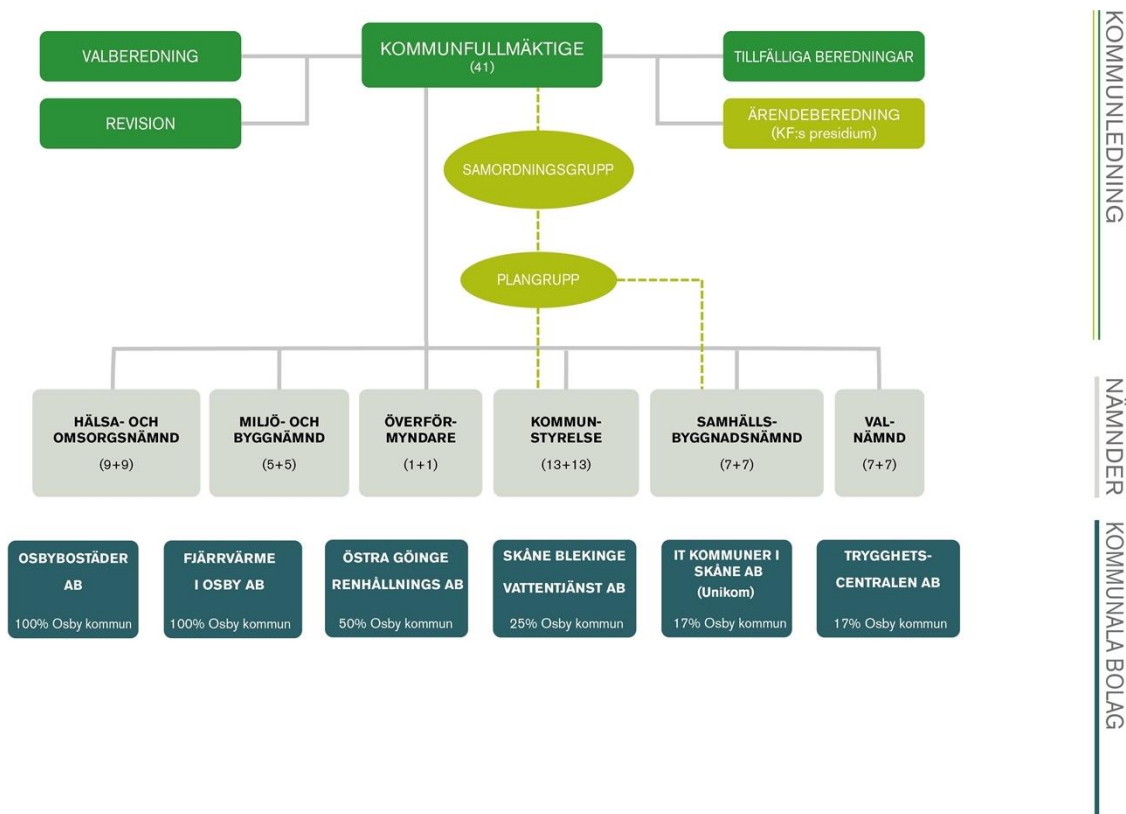 VALBEREDNING
KOMMUNFULLMÄKTIGE
(41)
TILLFÄLLIGA BEREDNINGAR
REVISION
ÄRENDEBEREDNING
(KF:s presidium)
SAMORDNINGSGRUPP
PLANGRUPP
KOMMUNLEDNING
HÄLSA- OCH
OMSORGSNÄMND
(9+9)
MILJÖ- OCH
BYGGNÄMND
(5+5)
ÖVERFÖR-
MYNDARE
(1+1)
KOMMUN-
STYRELSE
(13+13)
SAMHÄLLS-
BYGGNADSNÄMND
(7+7)
VAL-
NÄMND
(7+7)
NÄMNDER
OSBYBOSTÄDER
AB
100% Osby kommun
FJÄRRVÄRME
I OSBY AB
100% Osby kommun
ÖSTRA GÖINGE
RENHÅLLNINGS AB
50% Osby kommun
SKÅNE BLEKINGE
VATTENTJÄNST AB
25% Osby kommun
IT KOMMUNER I
SKÅNE AB
(Unikom)
17% Osby kommun
TRYGGHETS-
CENTRALEN AB
17% Osby kommun
KOMMUNALA BOLAG